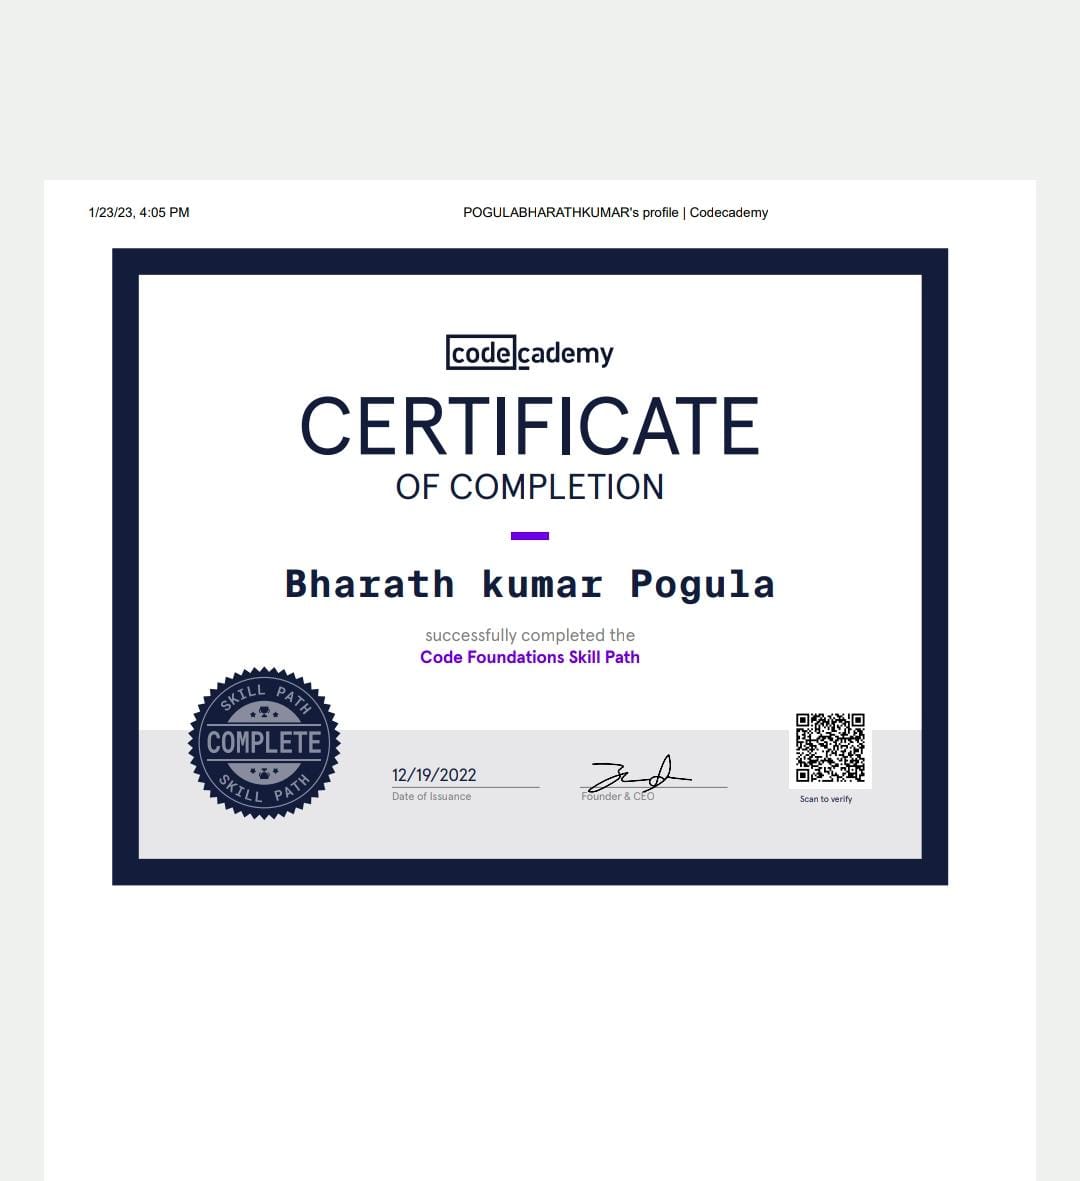 1/23/23, 4:05 PM
POGULABHARATHKUMAR's profile | Codecademy
codecademy
CERTIFICATE
OF COMPLETION
Bharath kumar Pogula
successfully completed the
Code Foundations Skill Path
SKILL PATH
COMPLETE
SKILL PATH
12/19/2022
Date of Issuance
Founder & CEO
Scan to verify